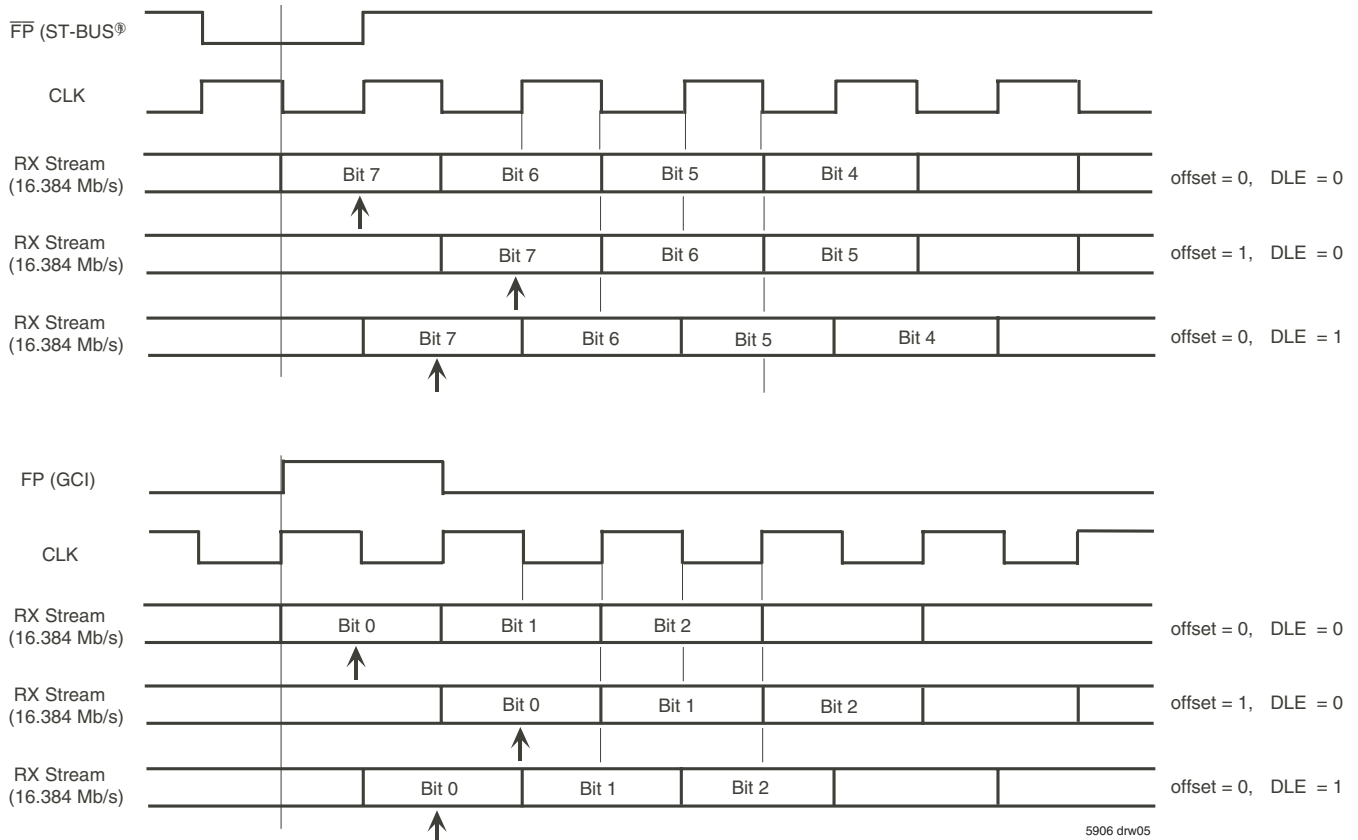 FP (ST-BUS®
CLK
RX Stream
(16.384 Mb/s)
Bit 7
Bit 6
Bit 5
Bit 4
offset = 0, DLE = 0
RX Stream
(16.384 Mb/s)
Bit 7
Bit 6
Bit 5
offset = 1, DLE = 0
RX Stream
(16.384 Mb/s)
Bit 7
Bit 6
Bit 5
Bit 4
offset = 0, DLE = 1
FP (GCI)
CLK
RX Stream
(16.384 Mb/s)
Bit 0
Bit 1
Bit 2
offset = 0, DLE = 0
RX Stream
(16.384 Mb/s)
Bit 0
Bit 1
Bit 2
offset = 1, DLE = 0
RX Stream
(16.384 Mb/s)
Bit 0
Bit 1
Bit 2
offset = 0, DLE = 1
5906 drw05